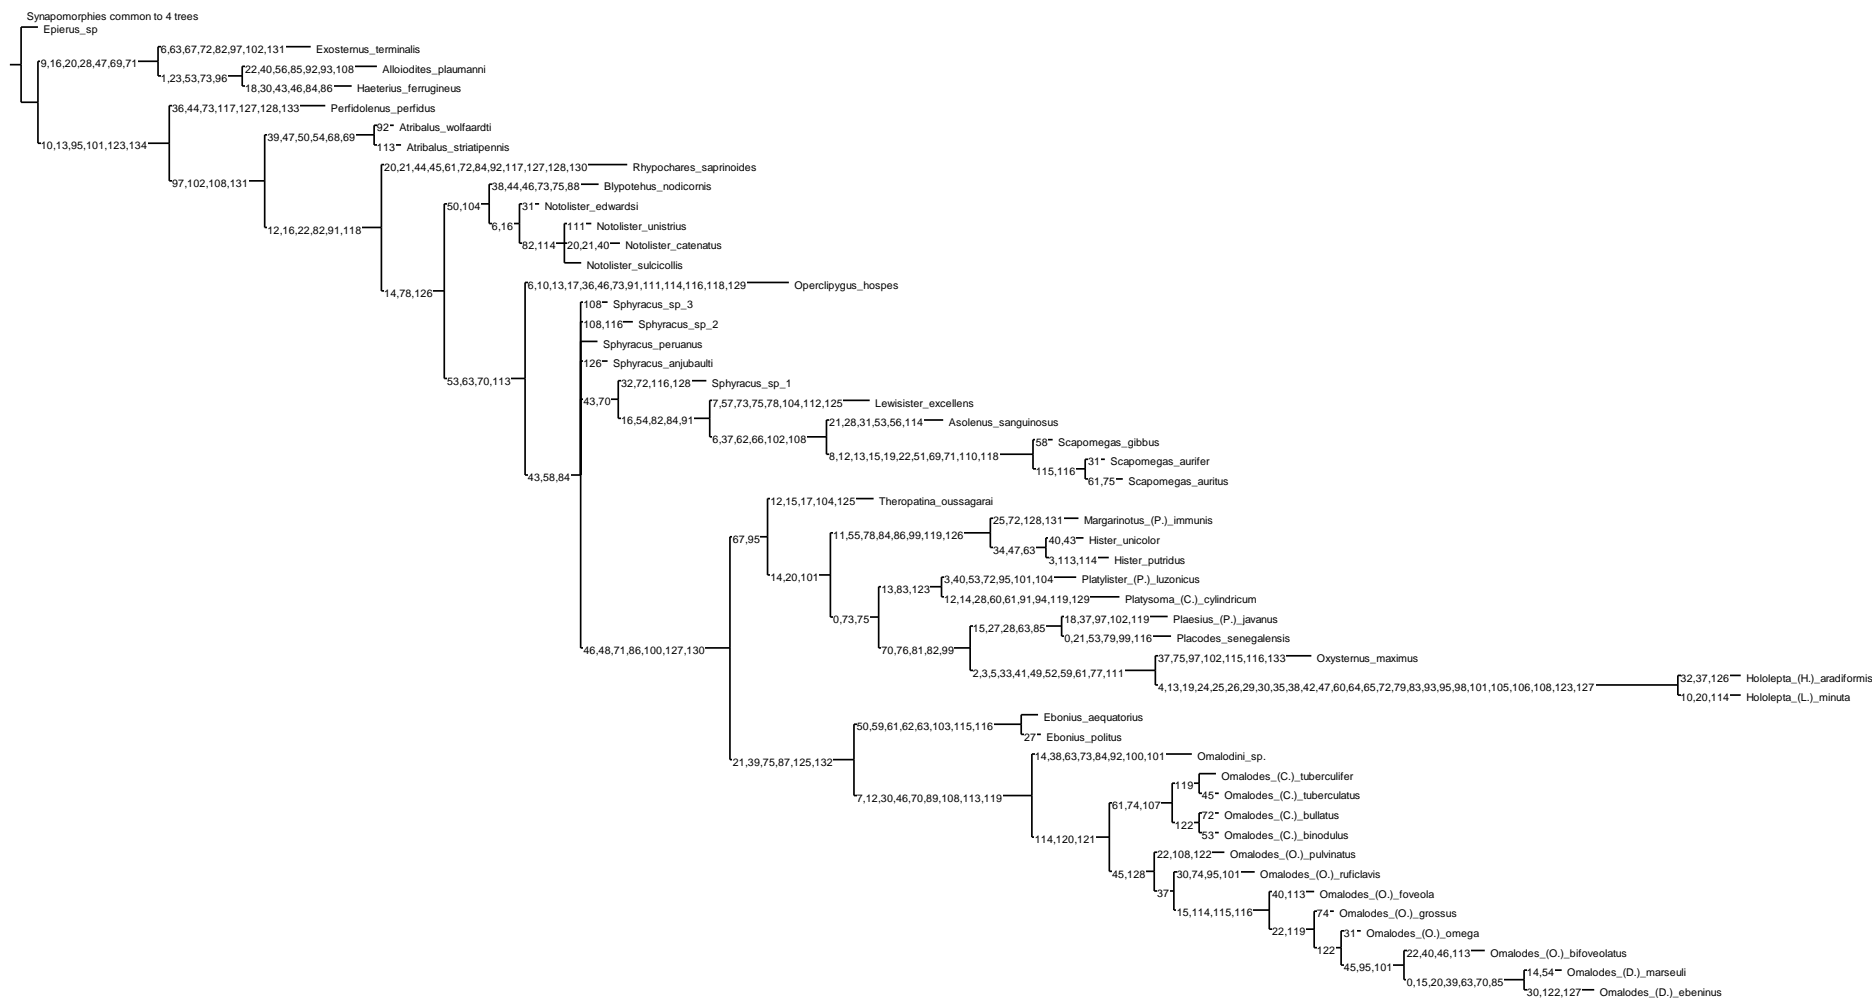 Synapomorphies common to 4 trees
Epierus_sp
6,63,67,72,82,97,102,131 Exosternus_terminalis
9,16,20,28,47,69,71
22,40,56,85,92,93,108 Alloiodites_plaumanni
1,23,53,73,96
18,30,43,46,84,86 Haeterius_ferrugineus
36,44,73,117,127,128,133 Perfidolenus_perfidus
92 Atribalus_wolfaardti
39,47,50,54,68,69
10,13,95,101,123,134
113 Atribalus_striatipennis
20,21,44,45,61,72,84,92,117,127,128,130 Rhypochares_saprinoides
97,102,108,131
38,44,46,73,75,88 Blypotehus_nodicornis
50,104
31 Notolister_edwardsi
6,16
111 Notolister_unistrius
12,16,22,82,91,118
82,114
20,21,40 Notolister_catenatus
Notolister_sulcicollis
6,10,13,17,36,46,73,91,111,114,116,118,129 Operclipygus_hospes
14,78,126
108 Sphyracus_sp_3
108,116 Sphyracus_sp_2
Sphyracus_peruanus
126 Sphyracus_anjubaulti
53,63,70,113
32,72,116,128 Sphyracus_sp_1
43,70
7,57,73,75,78,104,112,125 Lewisister_excellens
16,54,82,84,91
21,28,31,53,56,114 Asolenus_sanguinosus
6,37,62,66,102,108
58 Scapomegas_gibbus
8,12,13,15,19,22,51,69,71,110,118
31 Scapomegas_aurifer
115,116
43,58,84
61,75 Scapomegas_auritus
12,15,17,104,125 Theropatina_oussagarai
25,72,128,131 Margarinotus_(P.)_immunis
11,55,78,84,86,99,119,126
67,95
40,43 Hister_unicolor
34,47,63
3,113,114 Hister_putridus
14,20,101
3,40,53,72,95,101,104 Platylister_(P.)_luzonicus
13,83,123
12,14,28,60,61,91,94,119,129 Platysoma_(C.)_cylindricum
0,73,75
18,37,97,102,119 Plaesius_(P.)_javanus
15,27,28,63,85
0,21,53,79,99,116 Placodes_senegalensis
46,48,71,86,100,127,130
70,76,81,82,99
37,75,97,102,115,116,133 Oxysternus_maximus
2,3,5,33,41,49,52,59,61,77,111
32,37,126 Hololepta_(H.)_aradiformis
4,13,19,24,25,26,29,30,35,38,42,47,60,64,65,72,79,83,93,95,98,101,105,106,108,123,127
10,20,114 Hololepta_(L.)_minuta
Ebonius_aequatorius
50,59,61,62,63,103,115,116
27 Ebonius_politus
14,38,63,73,84,92,100,101 Omalodini_sp.
21,39,75,87,125,132
Omalodes_(C.)_tuberculifer
119
45 Omalodes_(C.)_tuberculatus
7,12,30,46,70,89,108,113,119
61,74,107
72 Omalodes_(C.)_bullatus
122
53 Omalodes_(C.)_binodulus
114,120,121
22,108,122 Omalodes_(O.)_pulvinatus
45,128
30,74,95,101 Omalodes_(O.)_ruficlavis
37
40,113 Omalodes_(O.)_foveola
15,114,115,116
74 Omalodes_(O.)_grossus
22,119
31 Omalodes_(O.)_omega
122
22,40,46,113 Omalodes_(O.)_bifoveolatus
45,95,101
14,54 Omalodes_(D.)_marseuli
0,15,20,39,63,70,85
30,122,127 Omalodes_(D.)_ebeninus